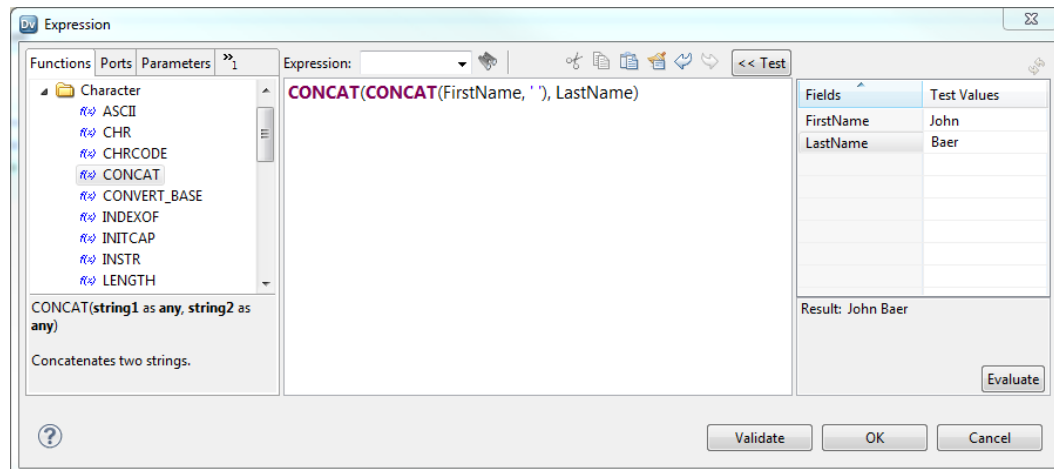 Dv Expression
Functions Ports Parameters »1
Expression:
<< Test
Character
f(x) ASCII
f(x) CHR
f(x) CHRCODE
f(x) CONCAT
f(x) CONVERT_BASE
f(x) INDEXOF
f(x) INITCAP
f(x) INSTR
f(x) LENGTH
CONCAT(string1 as any, string2 as
any)
Concatenates two strings.
CONCAT(CONCAT(FirstName, ' '), LastName)
Fields Test Values
FirstName John
LastName Baer
Result: John Baer
Evaluate
?
Validate OK Cancel